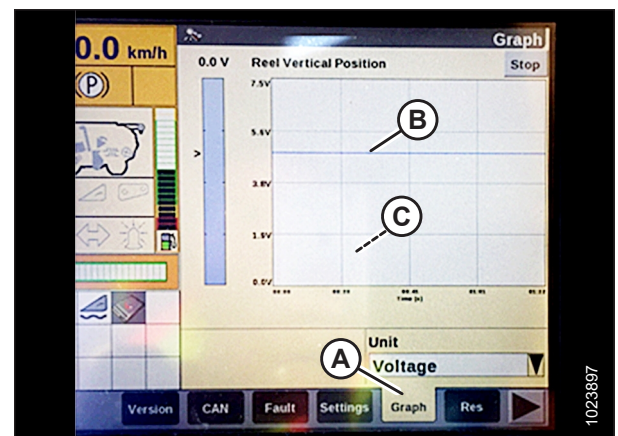 0.0 km/h
Graph
0.0 V
Reel Vertical Position
Stop
(P)
7.5V
B
5.6V
V
3.8V
C
1.9V
0.0V
Time [s]
Unit
A
Voltage
Version
CAN
Fault
Settings
Graph
Res
1023897